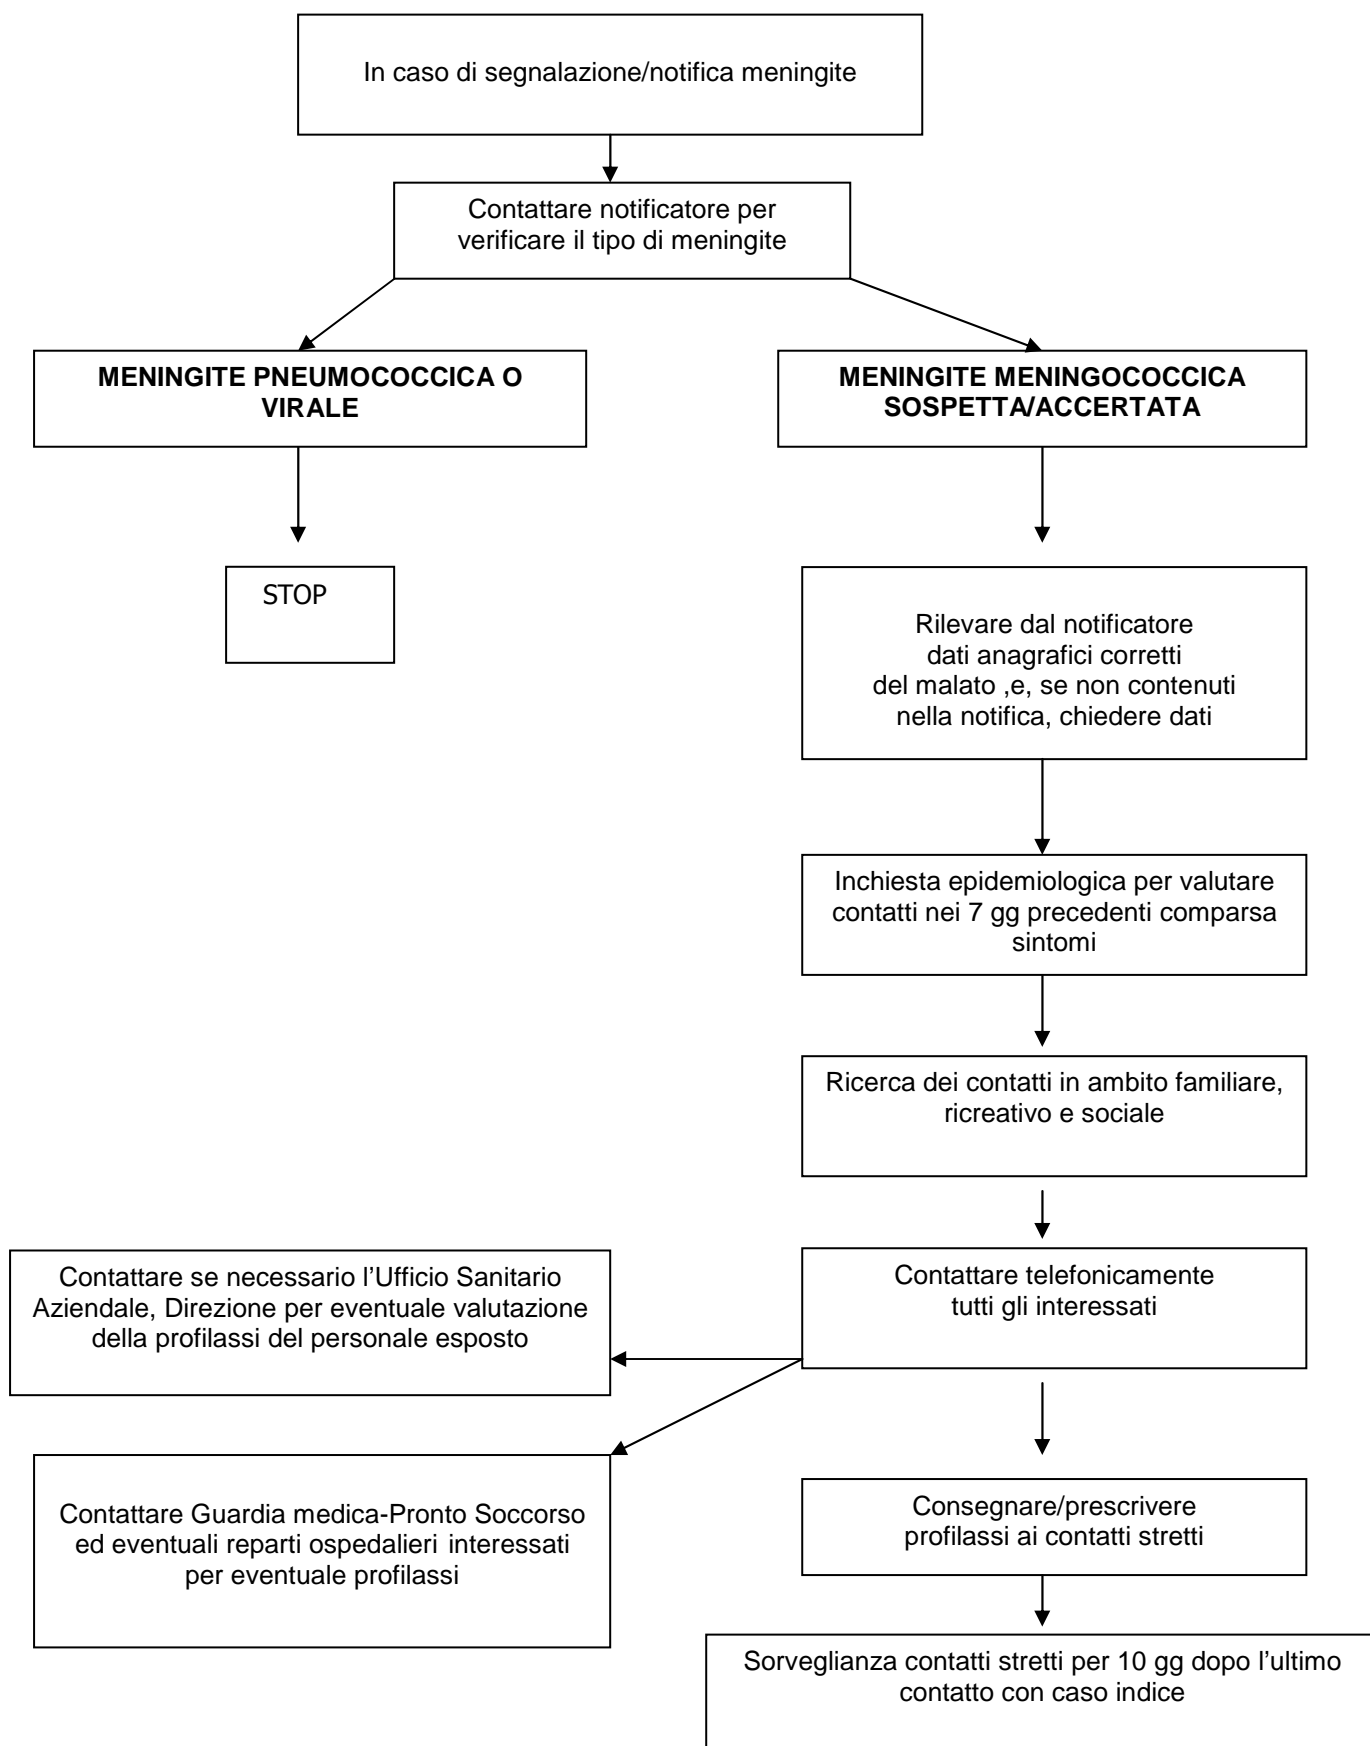 In caso di segnalazione/notifica meningite
Contattare notificatore per
verificare il tipo di meningite
MENINGITE PNEUMOCOCCICA O
VIRALE
MENINGITE MENINGOCOCCICA
SOSPETTA/ACCERTATA
STOP
Rilevare dal notificatore
dati anagrafici corretti
del malato ,e, se non contenuti
nella notifica, chiedere dati
Inchiesta epidemiologica per valutare
contatti nei 7 gg precedenti comparsa
sintomi
Ricerca dei contatti in ambito familiare,
ricreativo e sociale
Contattare telefonicamente
tutti gli interessati
Contattare se necessario l’Ufficio Sanitario
Aziendale, Direzione per eventuale valutazione
della profilassi del personale esposto
Contattare Guardia medica-Pronto Soccorso
ed eventuali reparti ospedalieri interessati
per eventuale profilassi
Consegnare/prescrivere
profilassi ai contatti stretti
Sorveglianza contatti stretti per 10 gg dopo l’ultimo
contatto con caso indice